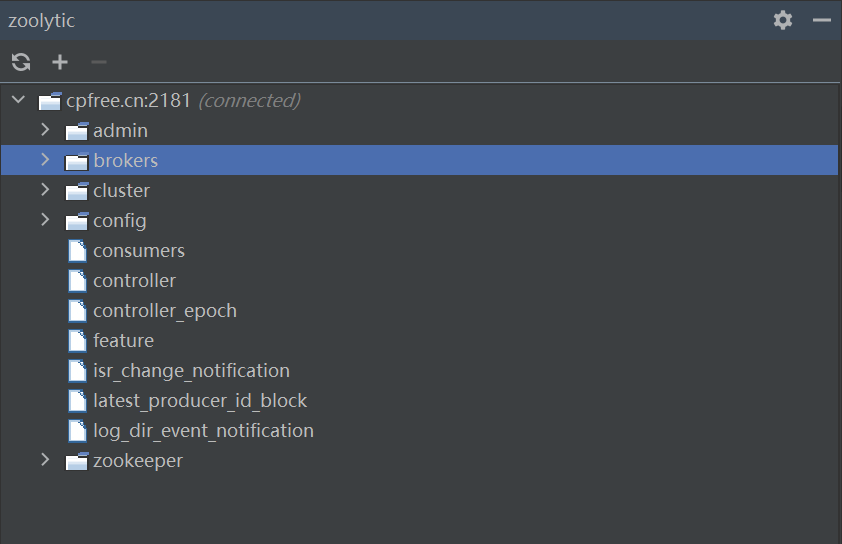 zoolytic
cpfree.cn:2181 (connected)
admin
brokers
cluster
config
consumers
controller
controller_epoch
feature
isr_change_notification
latest_producer_id_block
log_dir_event_notification
zookeeper